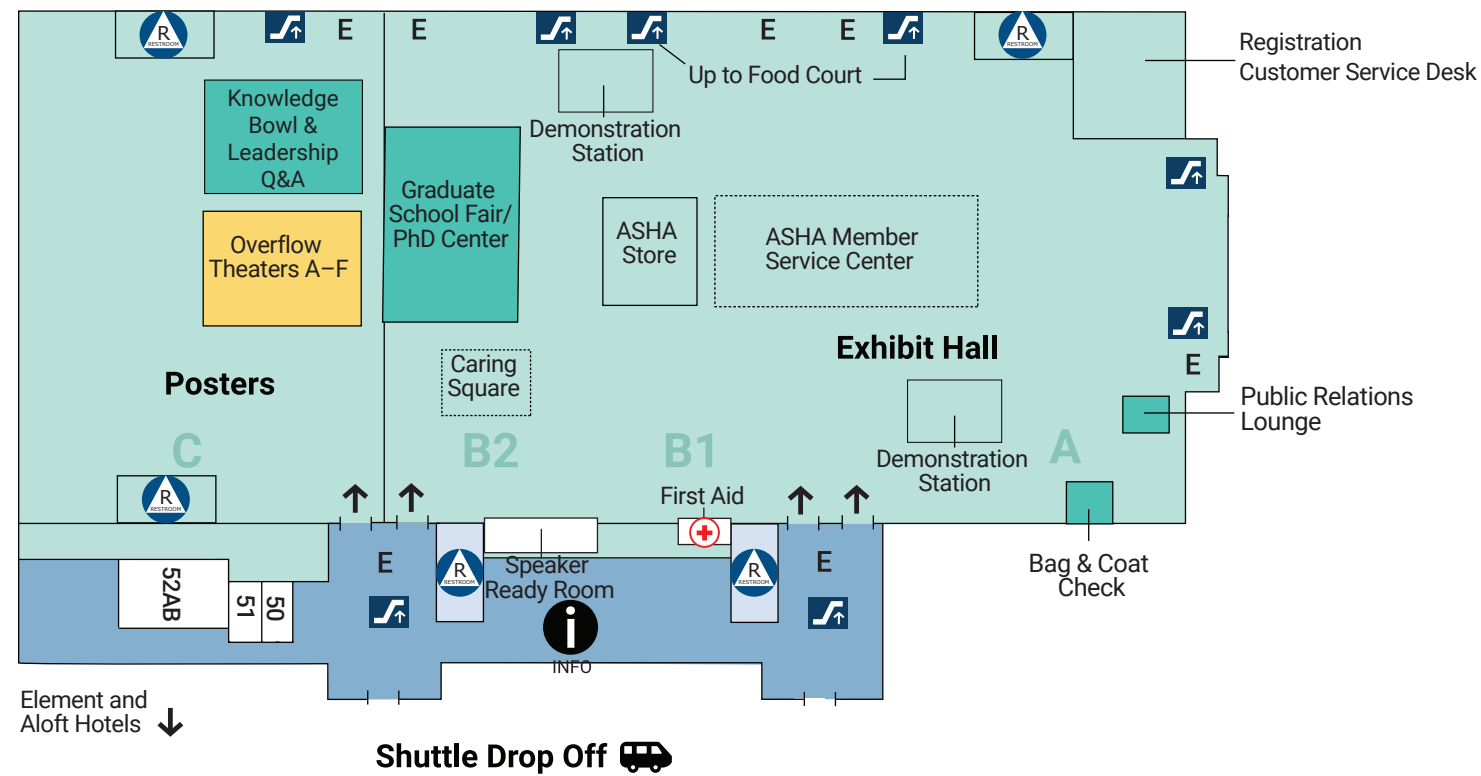 R
RESTROOM
E
E
E
E
R
RESTROOM
Registration
Customer Service Desk
Up to Food Court
Knowledge
Bowl &
Leadership
Q&A
Demonstration
Station
Graduate
School Fair/
PhD Center
Overflow
Theaters A–F
ASHA
Store
ASHA Member
Service Center
Exhibit Hall
E
Caring
Square
Posters
Public Relations
Lounge
C
B2
B1
A
Demonstration
Station
R
RESTROOM
First Aid
Bag & Coat
Check
E
R
RESTROOM
Speaker
Ready Room
R
RESTROOM
E
52AB
51
50
i
INFO
Element and
Aloft Hotels
Shuttle Drop Off